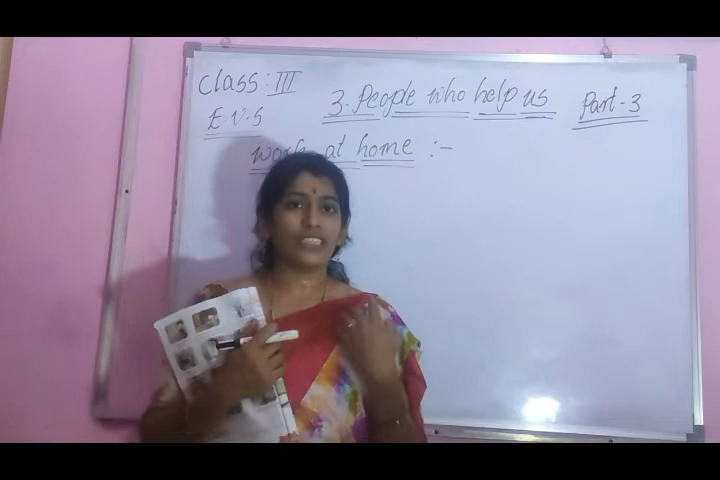 Class: III
3. People who help us Part-3
E.V.S
Work at home :-